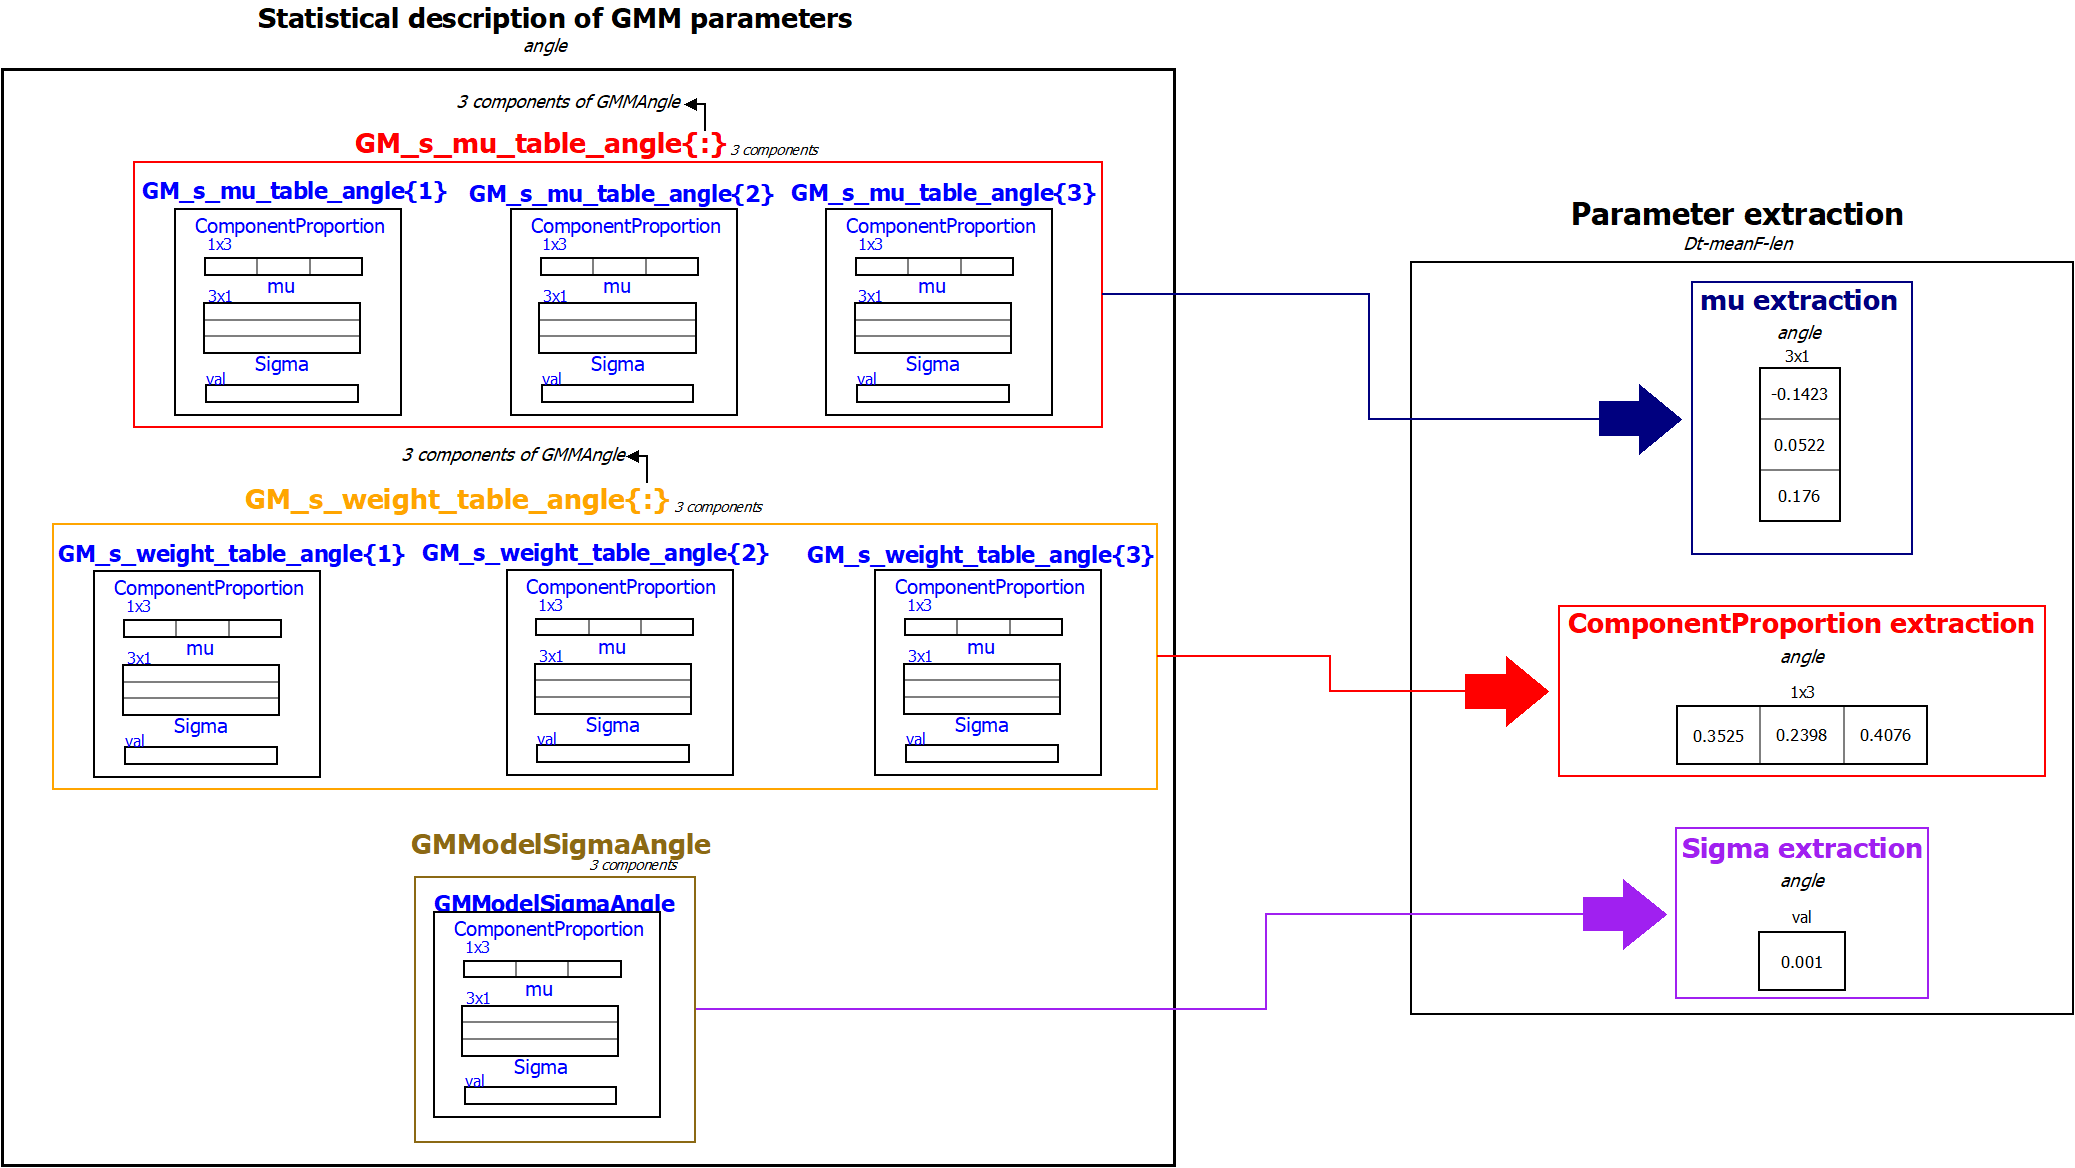 Statistical description of GMM parameters
angle
3 components of GMMAngle
GM_s_mu_table_angle{:} 3 components
GM_s_mu_table_angle{1} GM_s_mu_table_angle{2} GM_s_mu_table_angle{3}
ComponentProportion ComponentProportion ComponentProportion
1x3 1x3 1x3
mu mu mu
3x1 3x1 3x1
Sigma Sigma Sigma
val val val
3 components of GMMAngle
GM_s_weight_table_angle{:} 3 components
GM_s_weight_table_angle{1} GM_s_weight_table_angle{2} GM_s_weight_table_angle{3}
ComponentProportion ComponentProportion ComponentProportion
1x3 1x3 1x3
mu mu mu
3x1 3x1 3x1
Sigma Sigma Sigma
val val val
GMModelSigmaAngle
3 components
GMModelSigmaAngle
ComponentProportion
1x3
mu
3x1
Sigma
val
Parameter extraction
Dt-meanF-len
mu extraction
angle
3x1
-0.1423
0.0522
0.176
ComponentProportion extraction
angle
1x3
0.3525 0.2398 0.4076
Sigma extraction
angle
val
0.001